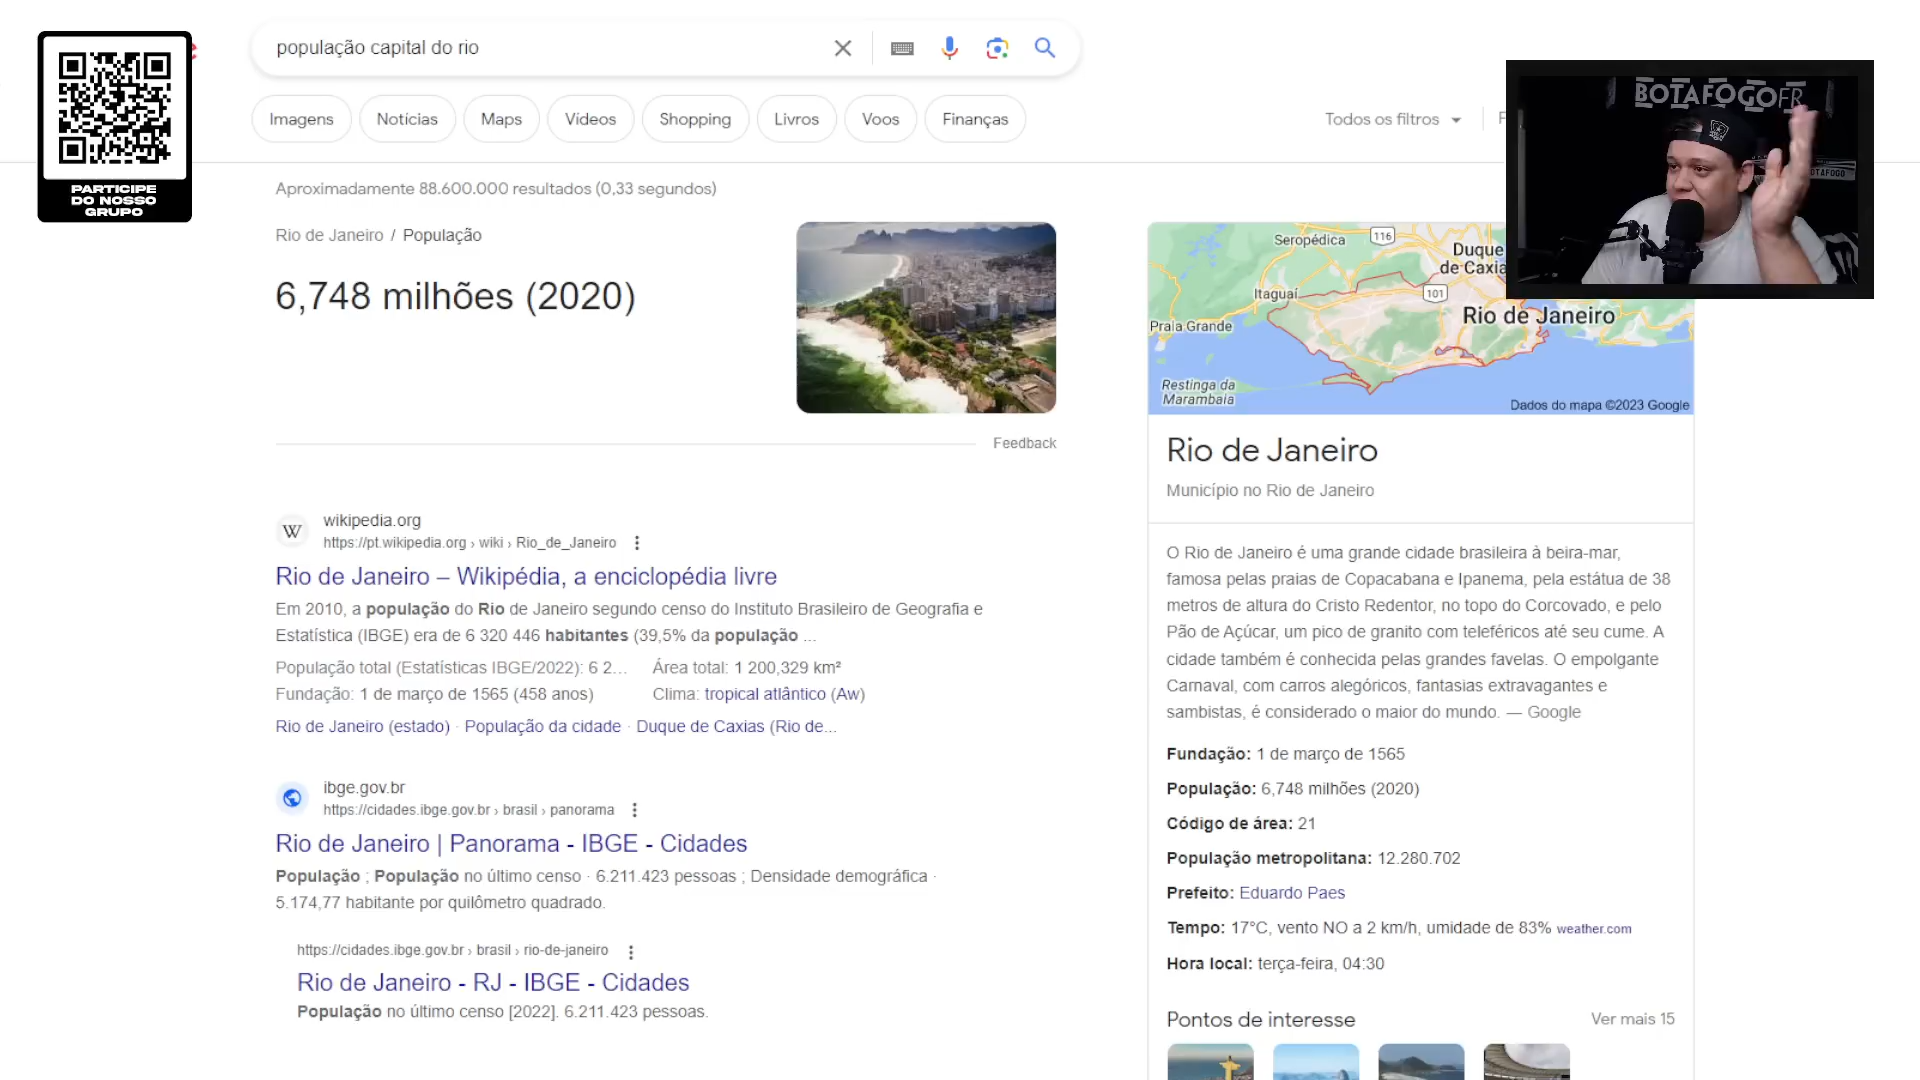 população capital do rio
Imagens
Notícias
Maps
Vídeos
Shopping
Livros
Voos
Finanças
Todos os filtros
PARTICIPE
DO NOSSO
GRUPO
BOTAFOGOFR
BOTAFOGO
Aproximadamente 88.600.000 resultados (0,33 segundos)
Rio de Janeiro / População
6,748 milhões (2020)
Feedback
wikipedia.org
https://pt.wikipedia.org › wiki › Rio_de_Janeiro
Rio de Janeiro – Wikipédia, a enciclopédia livre
Em 2010, a população do Rio de Janeiro segundo censo do Instituto Brasileiro de Geografia e
Estatística (IBGE) era de 6 320 446 habitantes (39,5% da população ...
População total (Estatísticas IBGE/2022): 6 2... Área total: 1 200,329 km²
Fundação: 1 de março de 1565 (458 anos) Clima: tropical atlântico (Aw)
Rio de Janeiro (estado) · População da cidade · Duque de Caxias (Rio de...
ibge.gov.br
https://cidades.ibge.gov.br › brasil › panorama
Rio de Janeiro | Panorama - IBGE - Cidades
População ; População no último censo · 6.211.423 pessoas ; Densidade demográfica ·
5.174,77 habitante por quilômetro quadrado.
https://cidades.ibge.gov.br › brasil › rio-de-janeiro
Rio de Janeiro - RJ - IBGE - Cidades
População no último censo [2022]. 6.211.423 pessoas.
Seropédica
116
Duque
de Caxia
Itaguaí
101
Rio de Janeiro
Praia Grande
Restinga da
Marambaia
Dados do mapa ©2023 Google
Rio de Janeiro
Município no Rio de Janeiro
O Rio de Janeiro é uma grande cidade brasileira à beira-mar,
famosa pelas praias de Copacabana e Ipanema, pela estátua de 38
metros de altura do Cristo Redentor, no topo do Corcovado, e pelo
Pão de Açúcar, um pico de granito com teleféricos até seu cume. A
cidade também é conhecida pelas grandes favelas. O empolgante
Carnaval, com carros alegóricos, fantasias extravagantes e
sambistas, é considerado o maior do mundo. — Google
Fundação: 1 de março de 1565
População: 6,748 milhões (2020)
Código de área: 21
População metropolitana: 12.280.702
Prefeito: Eduardo Paes
Tempo: 17°C, vento NO a 2 km/h, umidade de 83% weather.com
Hora local: terça-feira, 04:30
Pontos de interesse
Ver mais 15